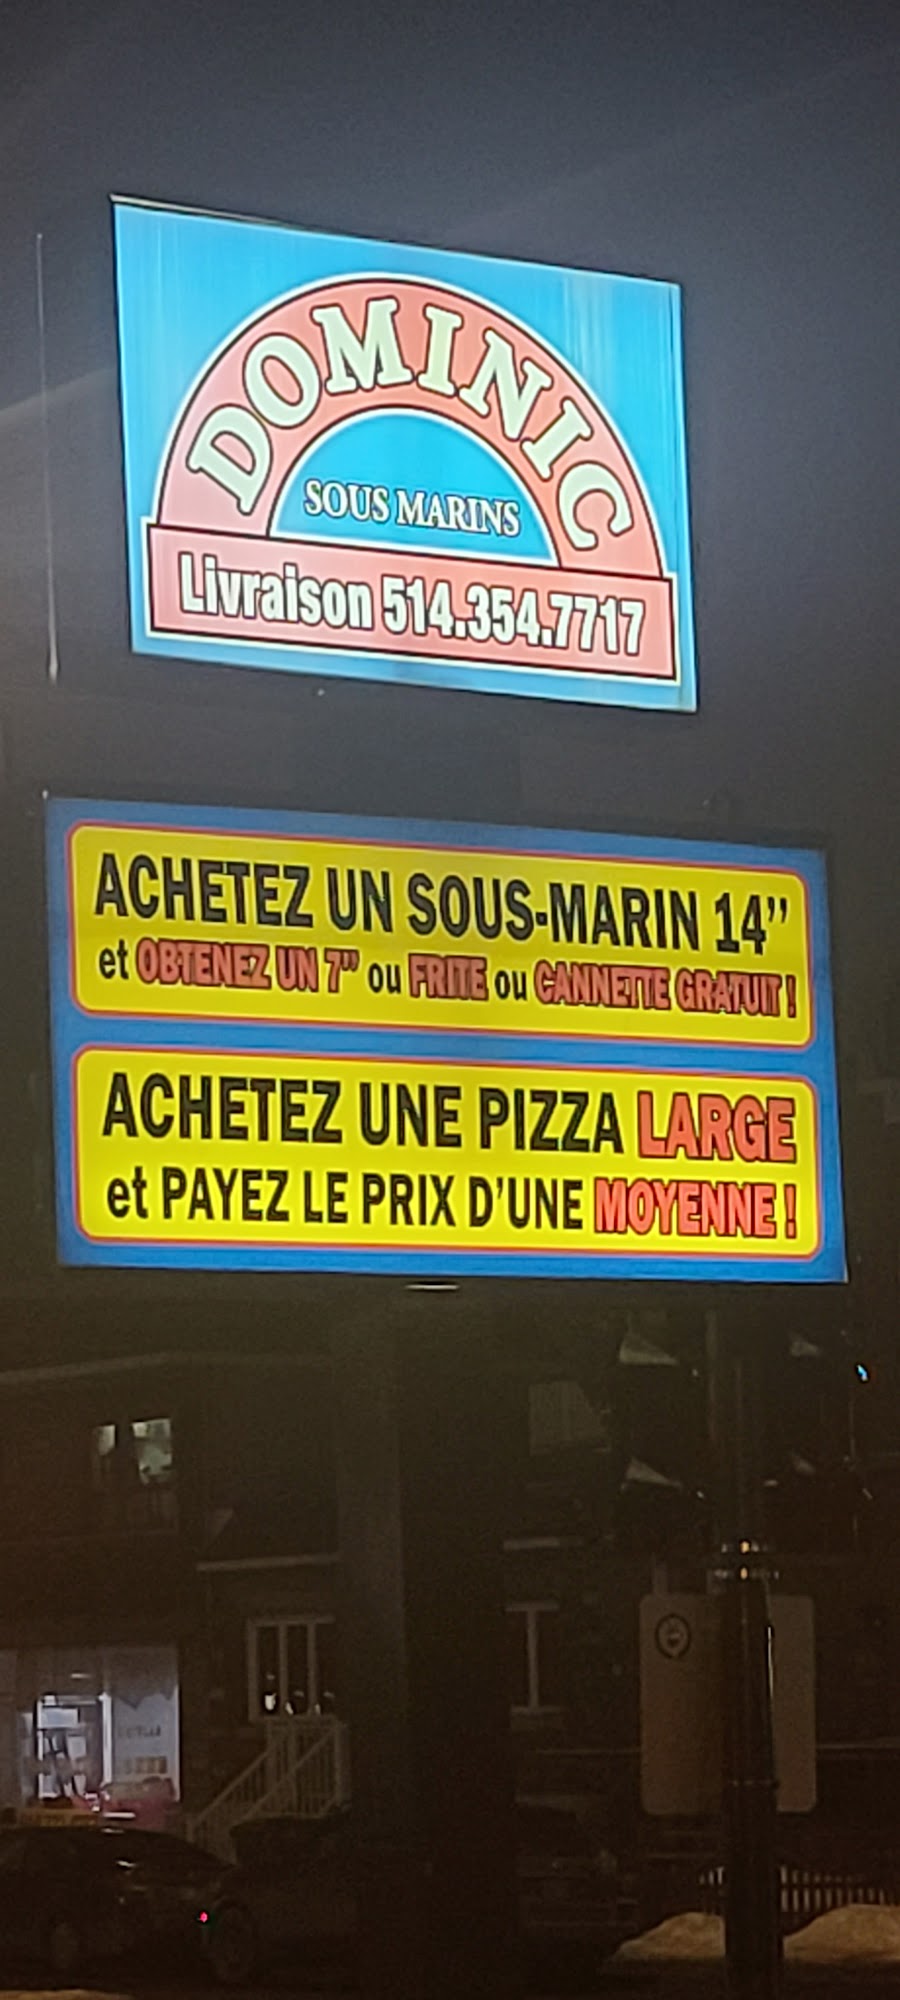 DOMINIC
SOUS MARINS
Livraison 514.354.7717
ACHETEZ UN SOUS-MARIN 14’’
et OBTENEZ UN 7” ou FRITE ou CANNETTE GRATUIT !
ACHETEZ UNE PIZZA LARGE
et PAYEZ LE PRIX D’UNE MOYENNE !